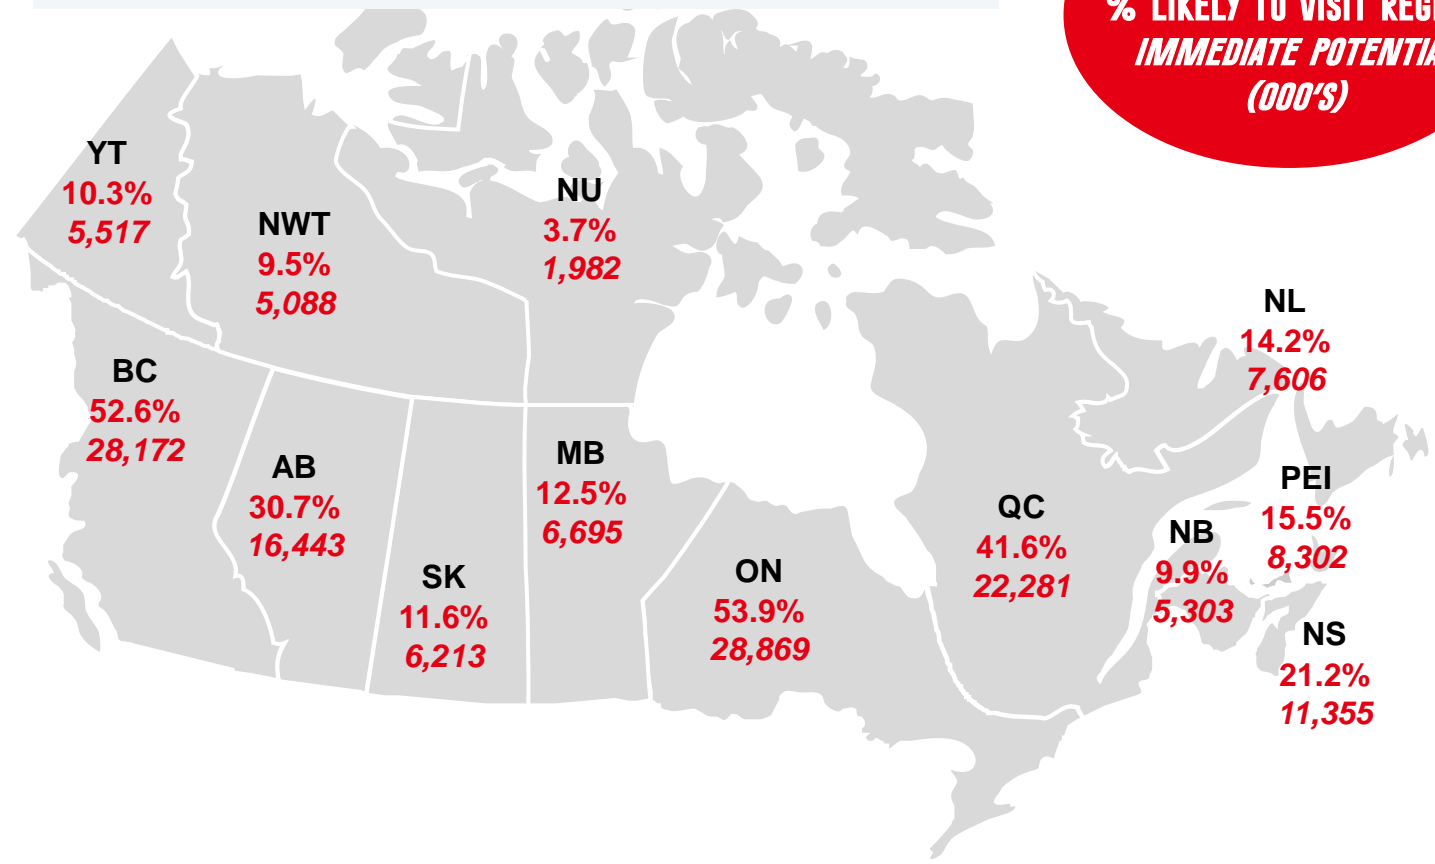 % LIKELY TO VISIT
IMMEDIATE
(000'S)
YT
10.3%
5,517
NWT
9.5%
5,088
NU
3.7%
1,982
NL
14.2%
7,606
BC
52.6%
28,172
AB
30.7%
16,443
SK
11.6%
6,213
MB
12.5%
6,695
ON
53.9%
28,869
QC
41.6%
22,281
NB
9.9%
5,303
PEI
15.5%
8,302
NS
21.2%
11,355